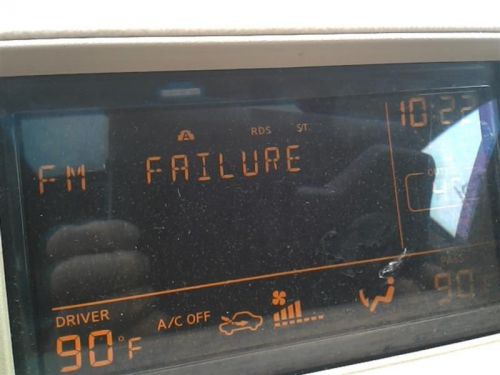 10:22
A RDS ST
FM FAILURE
DRIVER
90°F A/C OFF 90